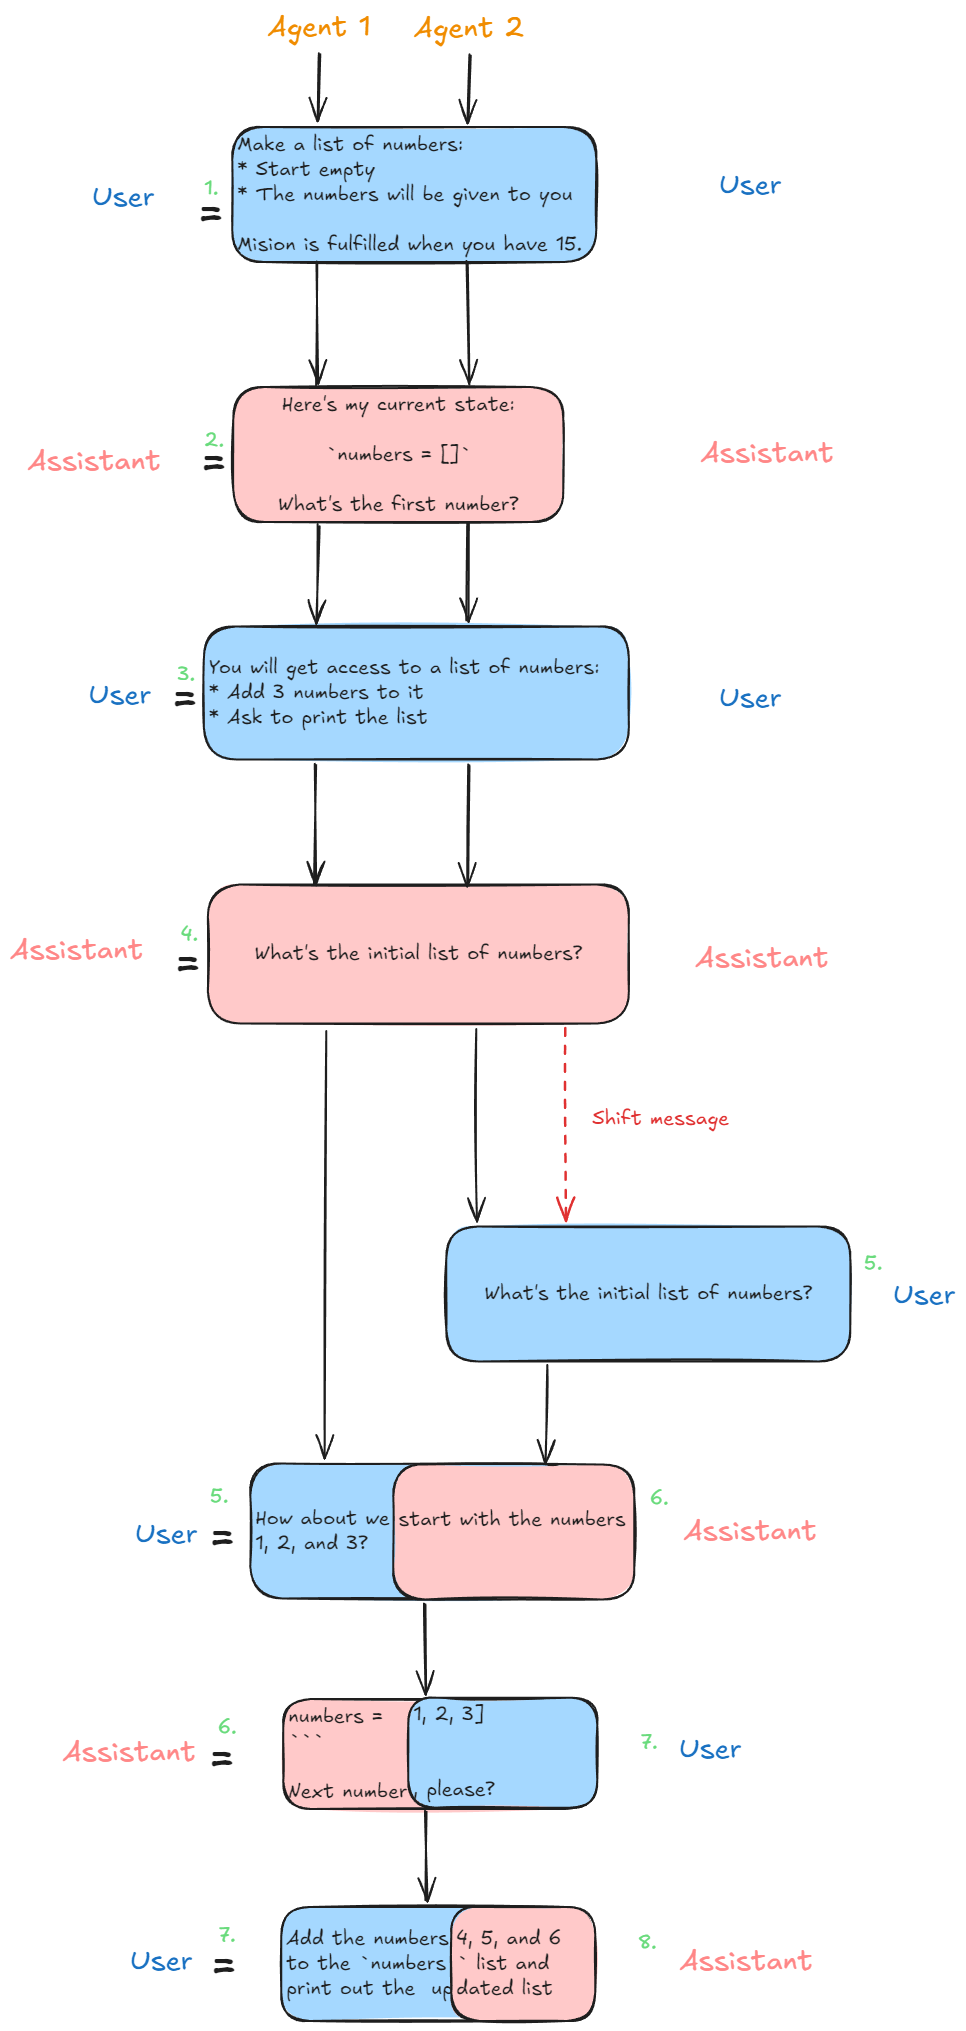 Agent 1 Agent 2
Make a list of numbers:
* Start empty
* The numbers will be given to you
Mision is fulfilled when you have 15.
User 1. = User
Here's my current state:
`numbers = []`
What's the first number?
Assistant 2. = Assistant
You will get access to a list of numbers:
* Add 3 numbers to it
* Ask to print the list
User 3. = User
What's the initial list of numbers?
Assistant 4. = Assistant
Shift message
What's the initial list of numbers?
5.
User
5.
User =
How about we start with the numbers
1, 2, and 3?
6.
Assistant
6.
Assistant =
numbers = 1, 2, 3]
```
Next number, please?
7. User
7.
User =
Add the numbers 4, 5, and 6
to the `numbers ` list and
print out the updated list
8.
Assistant